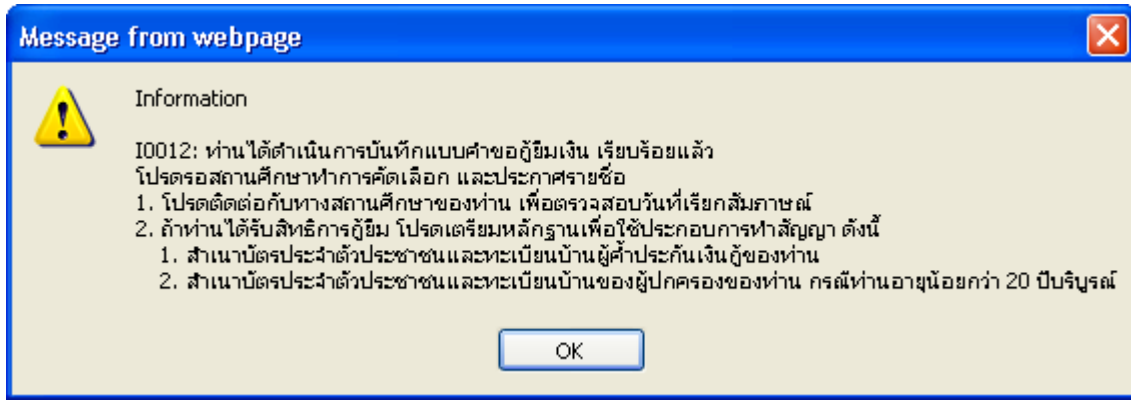 Message from webpage
Information
I0012: ท่านได้ดำเนินการบันทึกแบบคำขอกู้ยืมเงิน เรียบร้อยแล้ว
โปรดรอสถานศึกษาทำการคัดเลือก และประกาศรายชื่อ
1. โปรดติดต่อกับทางสถานศึกษาของท่าน เพื่อตรวจสอบวันที่เรียกสัมภาษณ์
2. ถ้าท่านได้รับสิทธิการกู้ยืม โปรดเตรียมหลักฐานเพื่อใช้ประกอบการทำสัญญา ดังนี้
1. สำเนาบัตรประจำตัวประชาชนและทะเบียนบ้านผู้ค้ำประกันเงินกู้ของท่าน
2. สำเนาบัตรประจำตัวประชาชนและทะเบียนบ้านของผู้ปกครองของท่าน กรณีท่านอายุน้อยกว่า 20 ปีบริบูรณ์
OK